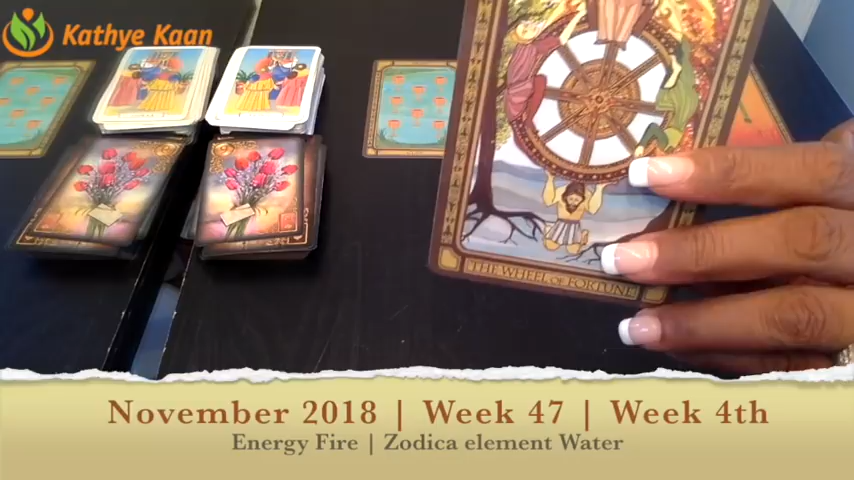 Kathye Kaan
THE WHEEL OF FORTUNE
November 2018 | Week 47 | Week 4th
Energy Fire | Zodica element Water